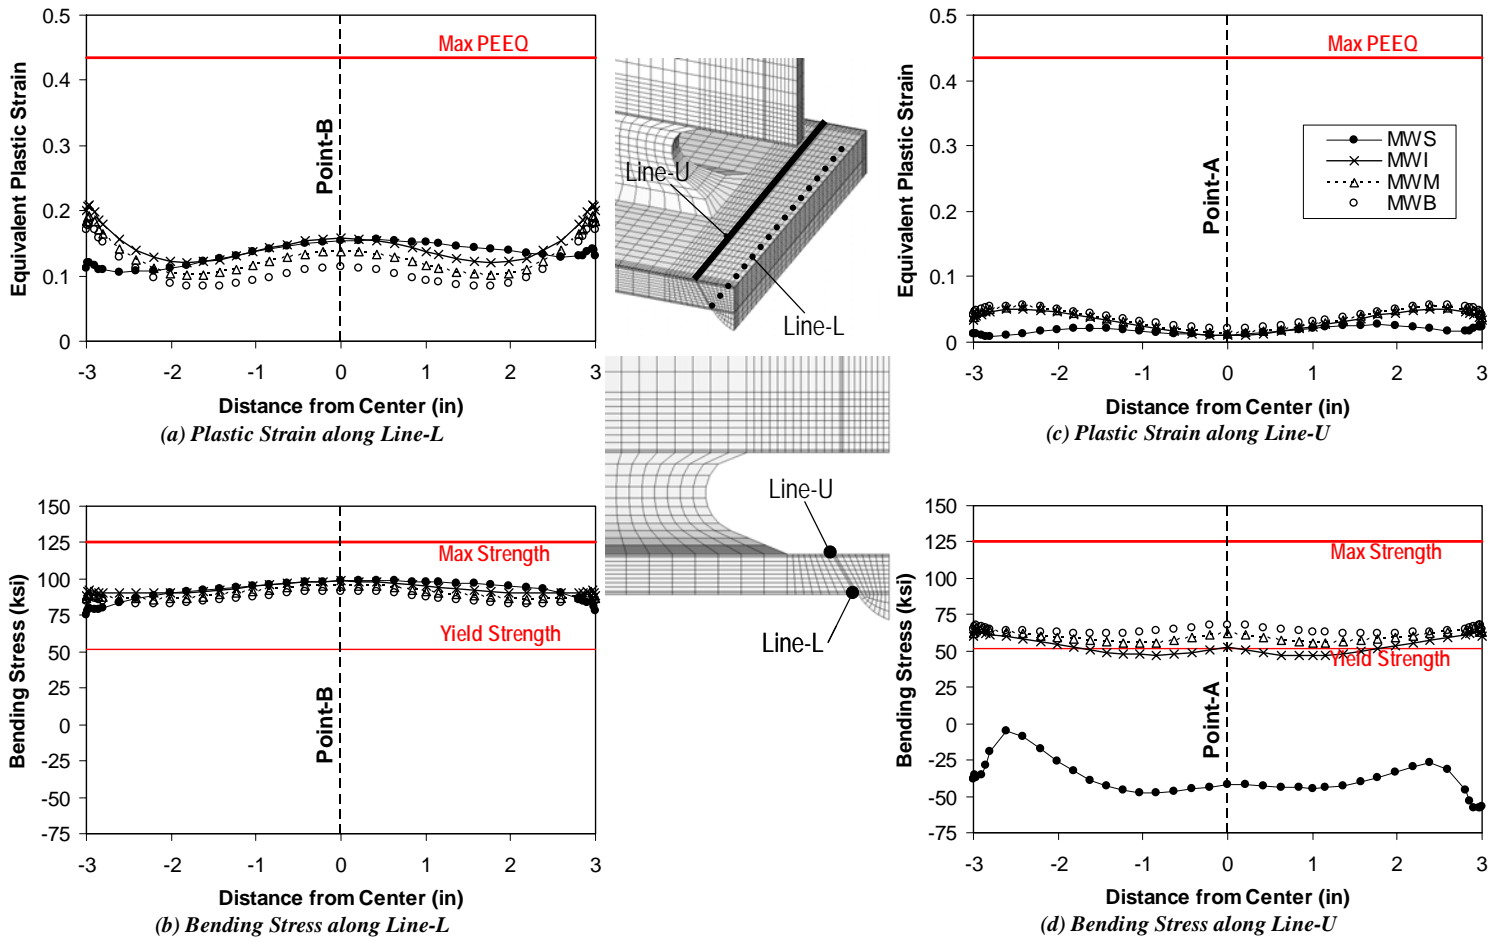 0.5
0.4
0.3
0.2
0.1
0
Equivalent Plastic Strain
Max PEEQ
Point-B
-3
-2
-1
0
1
2
3
Distance from Center (in)
(a) Plastic Strain along Line-L
Line-U
Line-L
0.5
0.4
0.3
0.2
0.1
0
Equivalent Plastic Strain
Max PEEQ
Point-A
MWS
MWI
MWM
MWB
-3
-2
-1
0
1
2
3
Distance from Center (in)
(c) Plastic Strain along Line-U
150
125
100
75
50
25
0
-25
-50
-75
Bending Stress (ksi)
Max Strength
Yield Strength
Point-B
-3
-2
-1
0
1
2
3
Distance from Center (in)
(b) Bending Stress along Line-L
Line-U
Line-L
150
125
100
75
50
25
0
-25
-50
-75
Bending Stress (ksi)
Max Strength
Yield Strength
Point-A
-3
-2
-1
0
1
2
3
Distance from Center (in)
(d) Bending Stress along Line-U